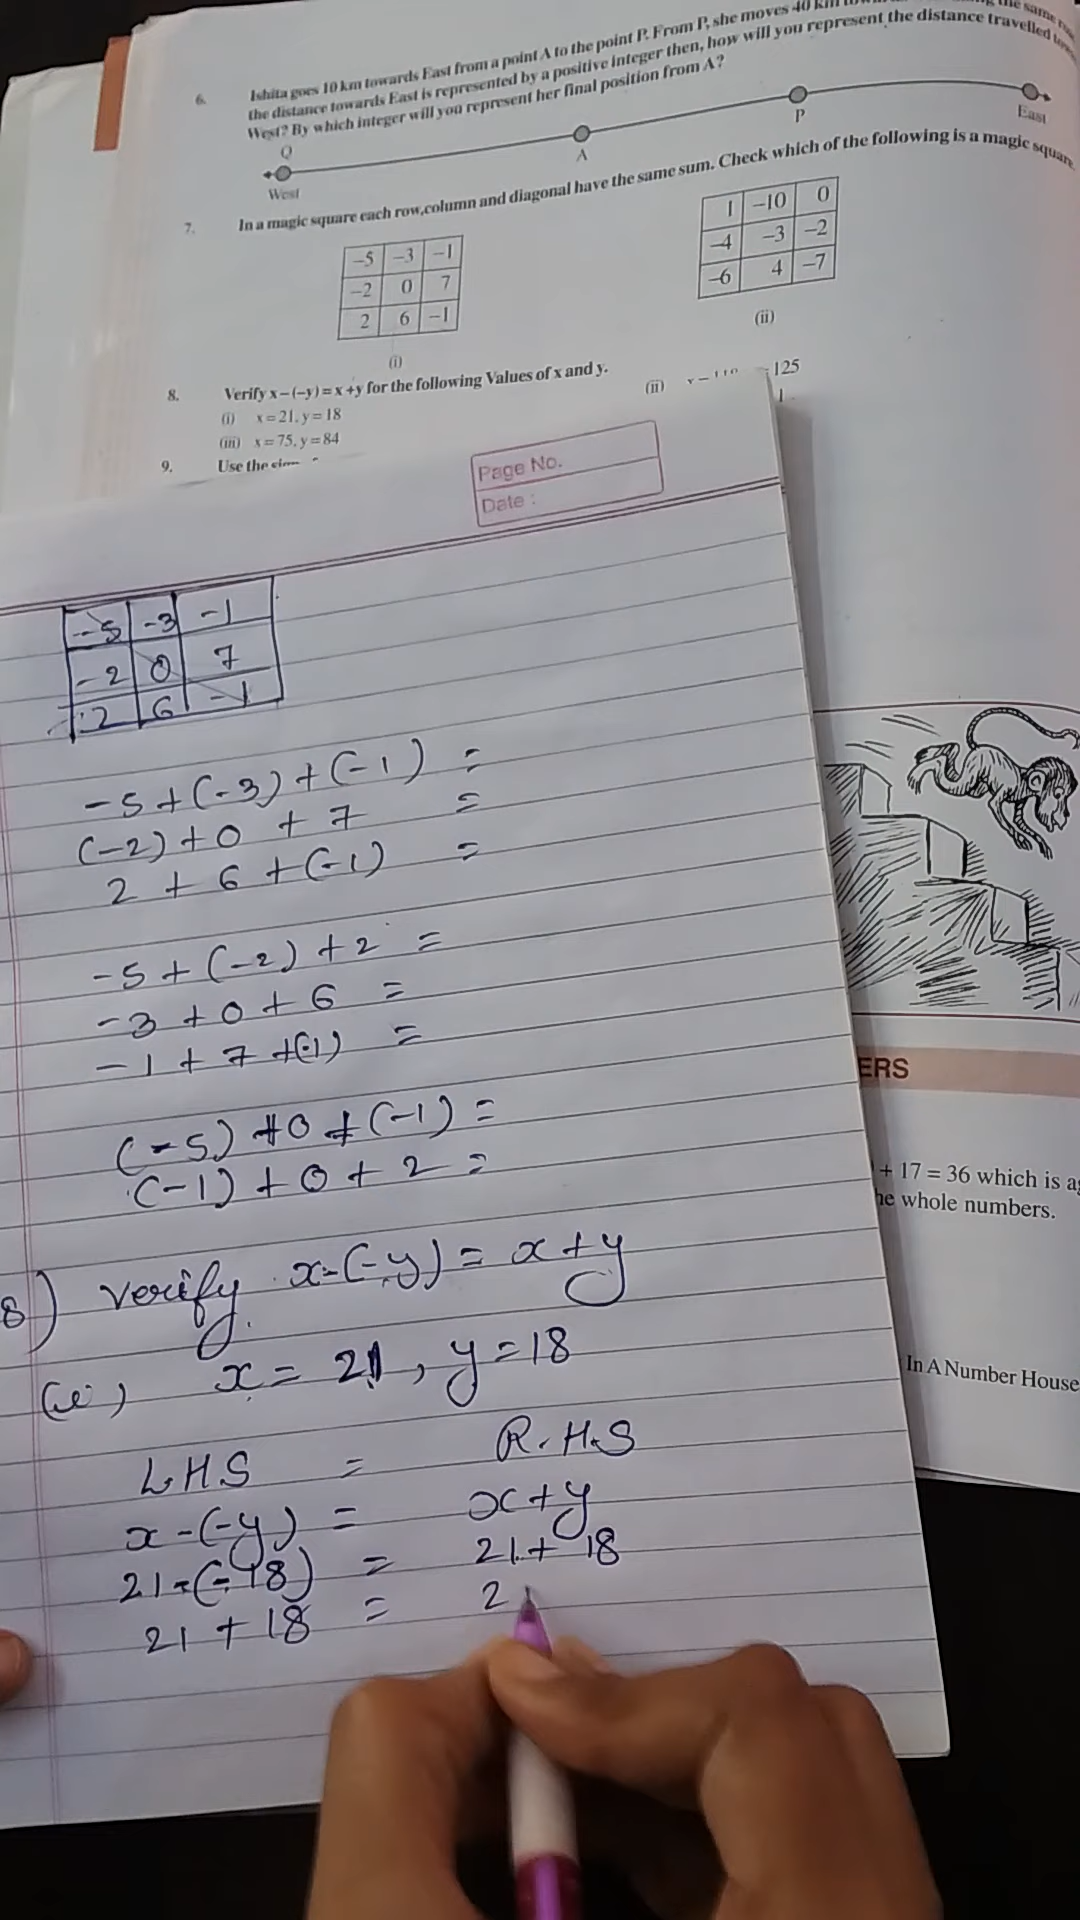 6. Ishita goes 10 km towards East from a point A to the point P. From P, she moves 40 km
the distance towards East is represented by a positive integer then, how will you represent the distance travelled
West? By which integer will you represent her final position from A?
Q A P
West East
7. In a magic square each row,column and diagonal have the same sum. Check which of the following is a magic square
-5 -3 -1
-2 0 7
2 6 -1
(i)
1 -10 0
-4 -3 -2
-6 4 -7
(ii)
8. Verify x-(-y)=x+y for the following Values of x and y.
(i) x=21, y=18
(ii) 125
(iii) x=75, y=84
9. Use the
Page No.
Date :
-5 -3 -1
-2 0 7
2 6 -1
-5+(-3)+(-1) =
(-2)+0 + 7 =
2 + 6 +(-1) =
-5+(-2)+2 =
-3+0+6 =
-1+7+(-1) =
(-5)+0+(-1) =
(-1)+0+2 =
8) verify x-(-y) = x+y
x = 21, y=18
LHS = R.H.S
x-(-y) = x+y
21-(-18) = 21+18
21 + 18 = 2
ERS
+ 17 = 36 which is
whole numbers.
In A Number House